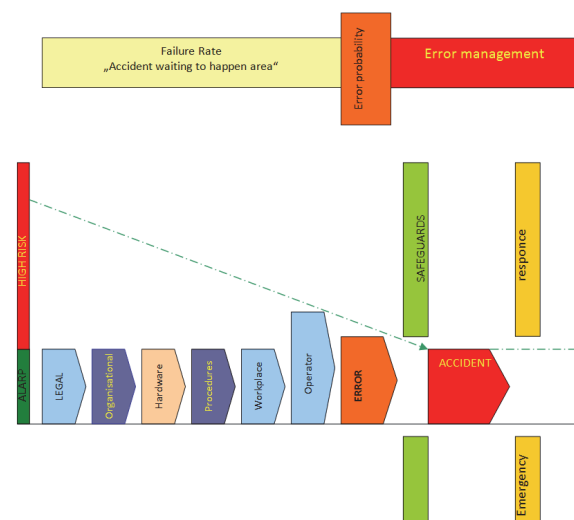 Failure Rate
„Accident waiting to happen area“
Error probability
Error management
HIGH RISK
ALARP
LEGAL
Organisational
Hardware
Procedures
Workplace
Operator
ERROR
SAFEGUARDS
ACCIDENT
responce
Emergency